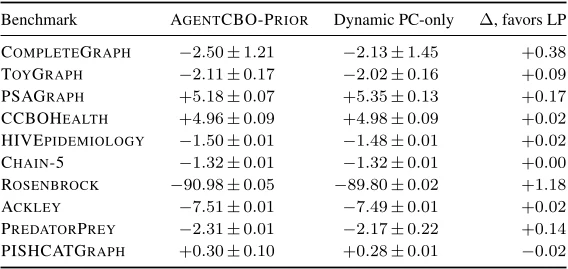 Benchmark AGENTCBO-PRIOR Dynamic PC-only Δ, favors LP
COMPLETEGRAPH −2.50 ± 1.21 −2.13 ± 1.45 +0.38
TOYGRAPH −2.11 ± 0.17 −2.02 ± 0.16 +0.09
PSAGRAPH +5.18 ± 0.07 +5.35 ± 0.13 +0.17
CCBOHEALTH +4.96 ± 0.09 +4.98 ± 0.09 +0.02
HIVEPIDEMIOLOGY −1.50 ± 0.01 −1.48 ± 0.01 +0.02
CHAIN-5 −1.32 ± 0.01 −1.32 ± 0.01 +0.00
ROSENBROCK −90.98 ± 0.05 −89.80 ± 0.02 +1.18
ACKLEY −7.51 ± 0.01 −7.49 ± 0.01 +0.02
PREDATORPREY −2.31 ± 0.01 −2.17 ± 0.22 +0.14
PISHCATGRAPH +0.30 ± 0.10 +0.28 ± 0.01 −0.02